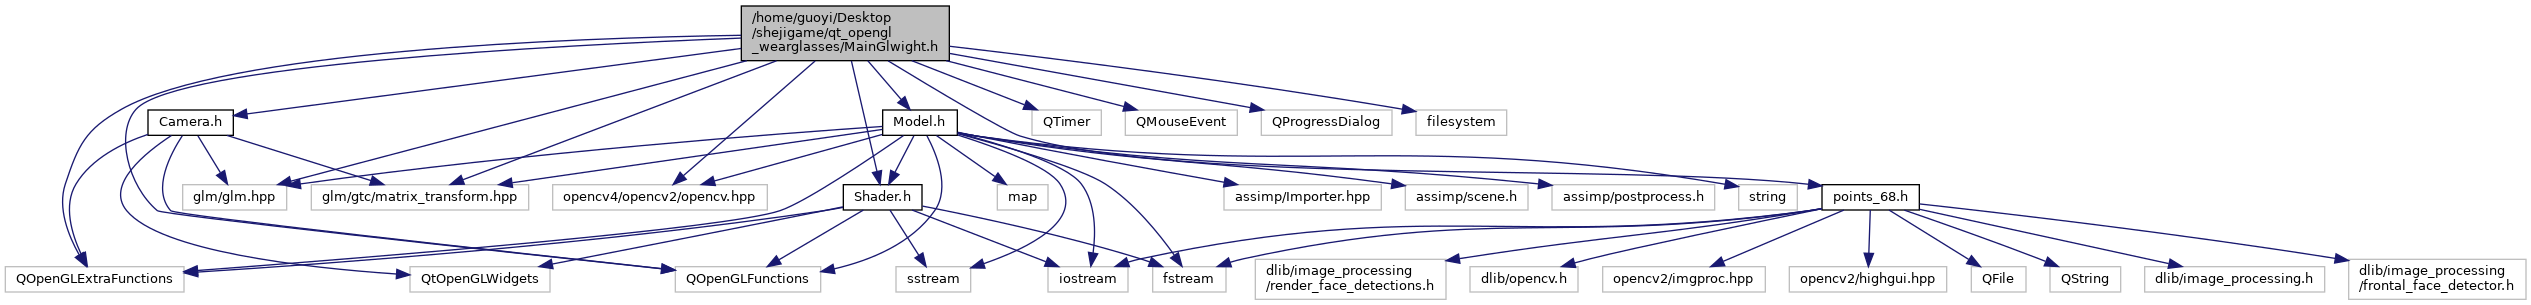 /home/guoyi/Desktop
/shejigame/qt_opengl
_wearglasses/MainGlwight.h
Camera.h
Model.h
QTimer
QMouseEvent
QProgressDialog
filesystem
glm/glm.hpp
glm/gtc/matrix_transform.hpp
opencv4/opencv2/opencv.hpp
Shader.h
map
assimp/Importer.hpp
assimp/scene.h
assimp/postprocess.h
string
points_68.h
QOpenGLExtraFunctions
QtOpenGLWidgets
QOpenGLFunctions
sstream
iostream
fstream
dlib/image_processing
/render_face_detections.h
dlib/opencv.h
opencv2/imgproc.hpp
opencv2/highgui.hpp
QFile
QString
dlib/image_processing.h
dlib/image_processing
/frontal_face_detector.h